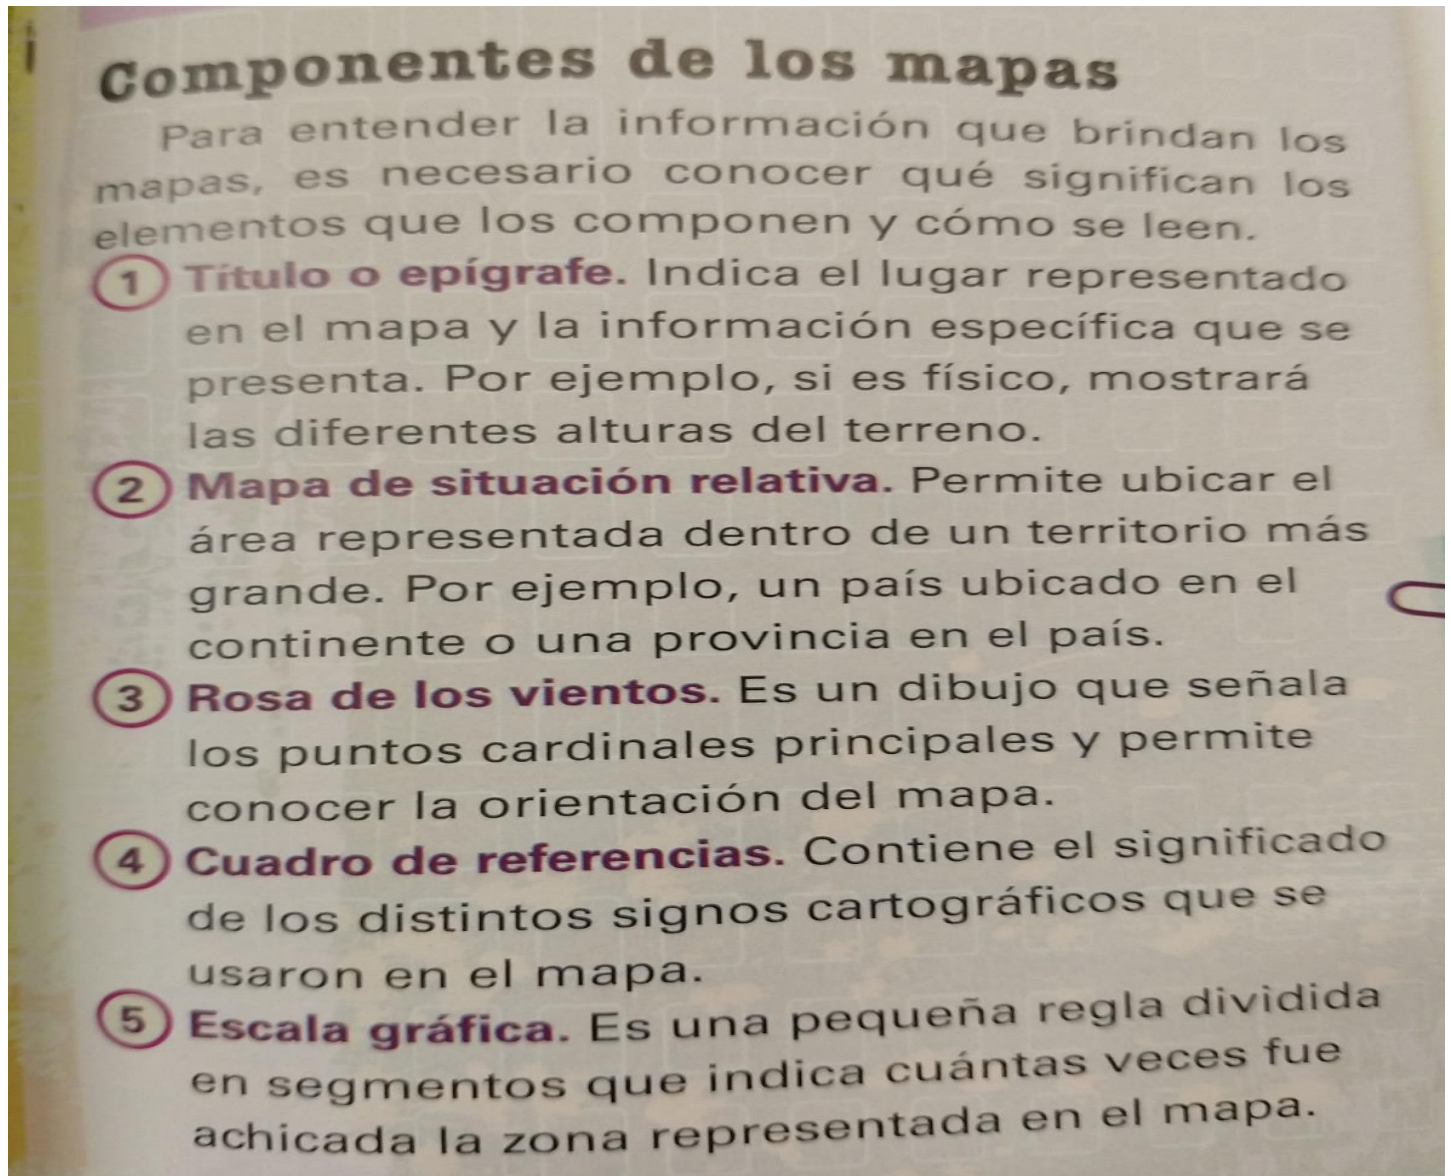 Componentes de los mapas
Para entender la información que brindan los
mapas, es necesario conocer qué significan los
elementos que los componen y cómo se leen.
1 Título o epígrafe. Indica el lugar representado
en el mapa y la información específica que se
presenta. Por ejemplo, si es físico, mostrará
las diferentes alturas del terreno.
2 Mapa de situación relativa. Permite ubicar el
área representada dentro de un territorio más
grande. Por ejemplo, un país ubicado en el
continente o una provincia en el país.
3 Rosa de los vientos. Es un dibujo que señala
los puntos cardinales principales y permite
conocer la orientación del mapa.
4 Cuadro de referencias. Contiene el significado
de los distintos signos cartográficos que se
usaron en el mapa.
5 Escala gráfica. Es una pequeña regla dividida
en segmentos que indica cuántas veces fue
achicada la zona representada en el mapa.